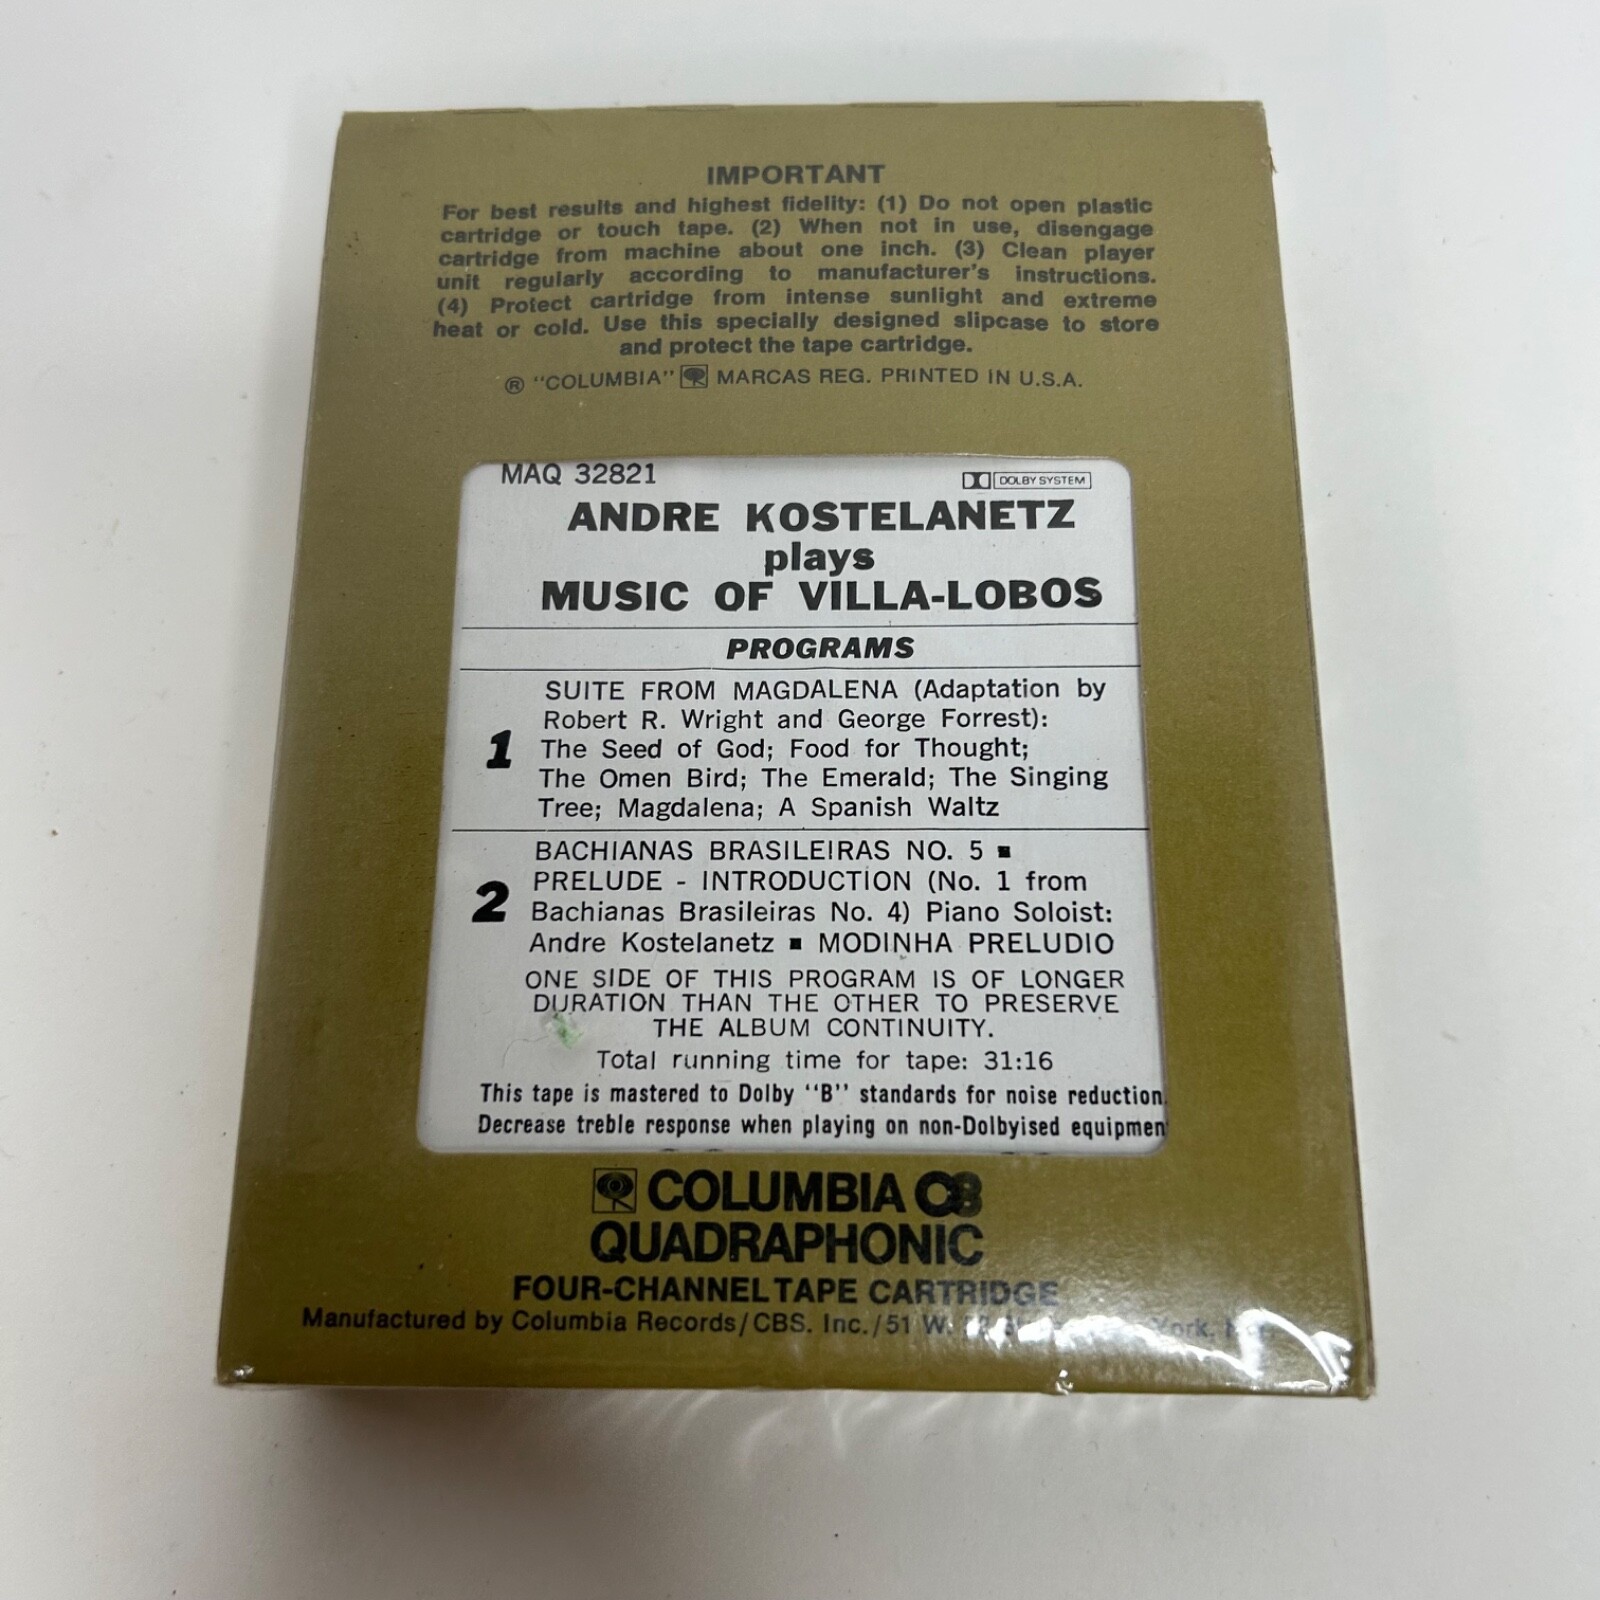 IMPORTANT
For best results and highest fidelity: (1) Do not open plastic
cartridge or touch tape. (2) When not in use, disengage
cartridge from machine about one inch. (3) Clean player
unit regularly according to manufacturer's instructions.
(4) Protect cartridge from intense sunlight and extreme
heat or cold. Use this specially designed slipcase to store
and protect the tape cartridge.
® "COLUMBIA" MARCAS REG. PRINTED IN U.S.A.
MAQ 32821
DOLBY SYSTEM
ANDRE KOSTELANETZ
plays
MUSIC OF VILLA-LOBOS
PROGRAMS
1
SUITE FROM MAGDALENA (Adaptation by
Robert R. Wright and George Forrest):
The Seed of God; Food for Thought;
The Omen Bird; The Emerald; The Singing
Tree; Magdalena; A Spanish Waltz
2
BACHIANAS BRASILEIRAS NO. 5 ■
PRELUDE - INTRODUCTION (No. 1 from
Bachianas Brasileiras No. 4) Piano Soloist:
Andre Kostelanetz ■ MODINHA PRELUDIO
ONE SIDE OF THIS PROGRAM IS OF LONGER
DURATION THAN THE OTHER TO PRESERVE
THE ALBUM CONTINUITY.
Total running time for tape: 31:16
This tape is mastered to Dolby "B" standards for noise reduction.
Decrease treble response when playing on non-Dolbyised equipmen
COLUMBIA Q8
QUADRAPHONIC
FOUR-CHANNEL TAPE CARTRIDGE
Manufactured by Columbia Records/CBS. Inc./51 W. York,